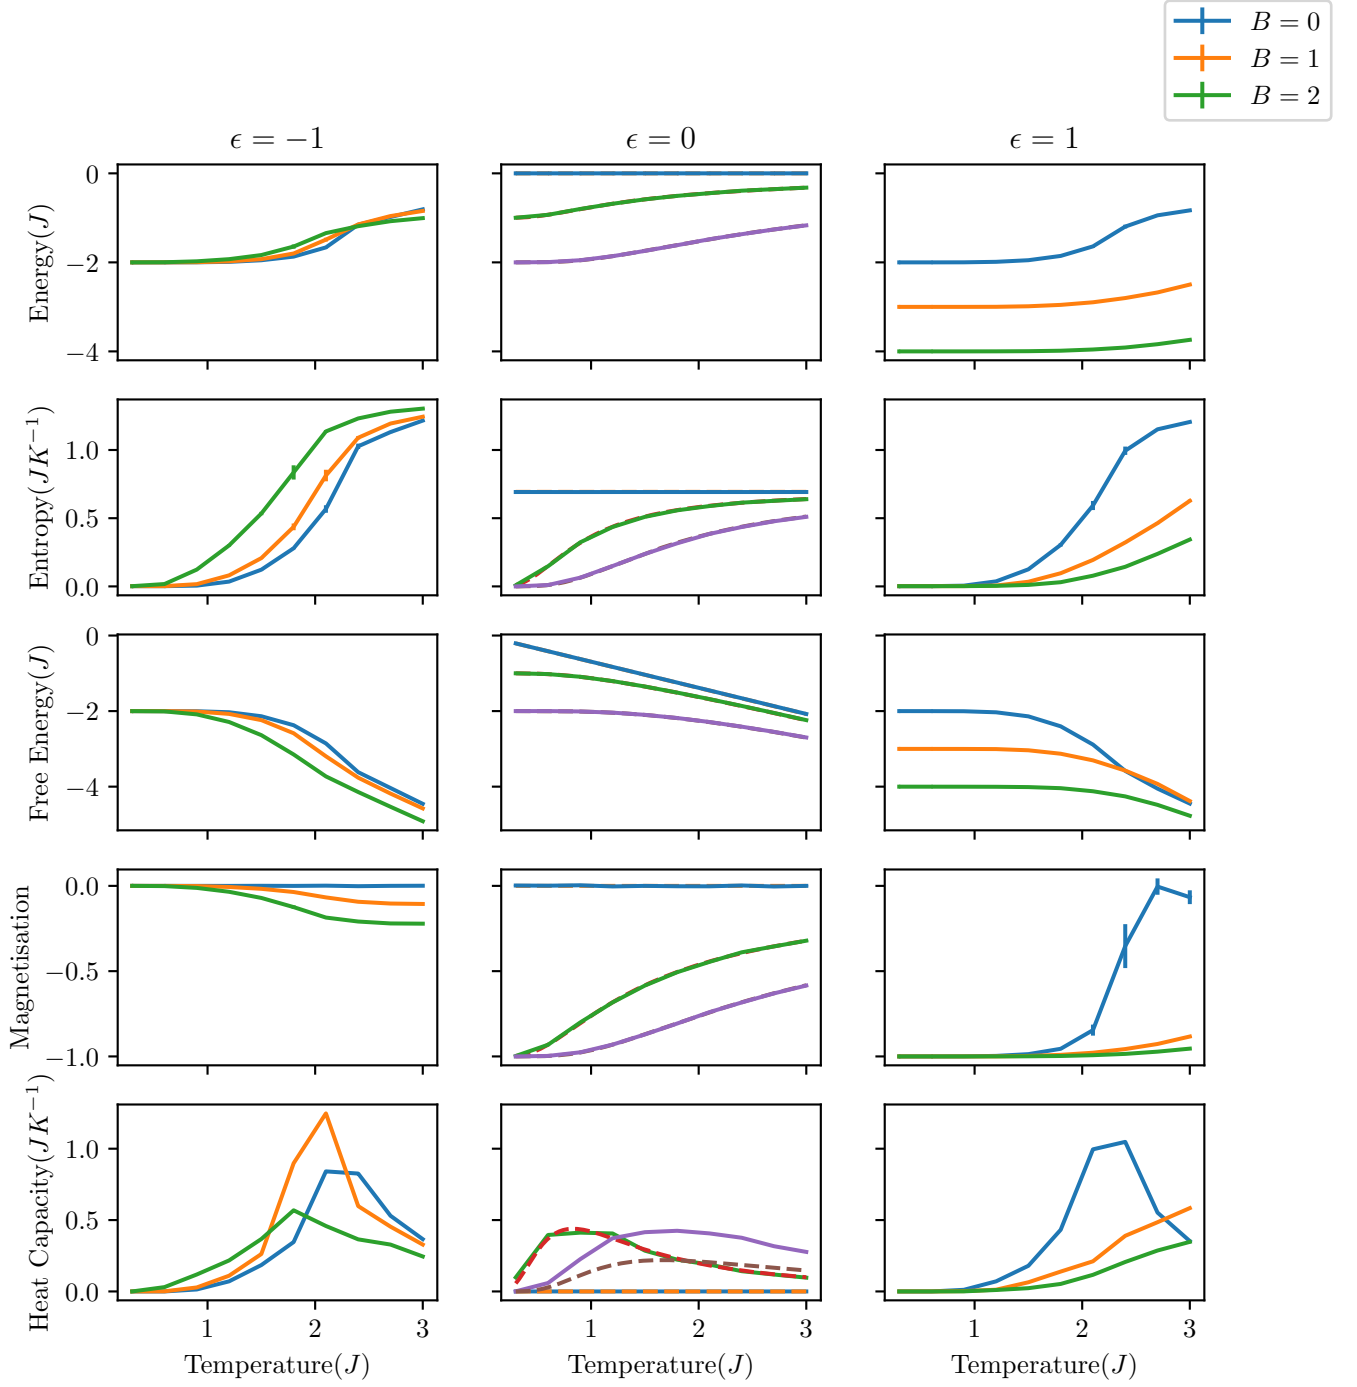 B = 0
B = 1
B = 2
ϵ = −1
ϵ = 0
ϵ = 1
Energy(J)
0
−2
−4
Entropy(JK⁻¹)
1.0
0.5
0.0
Free Energy(J)
0
−2
−4
Magnetisation
0.0
−0.5
−1.0
Heat Capacity(JK⁻¹)
1.0
0.5
0.0
1 2 3
1 2 3
1 2 3
Temperature(J)
Temperature(J)
Temperature(J)